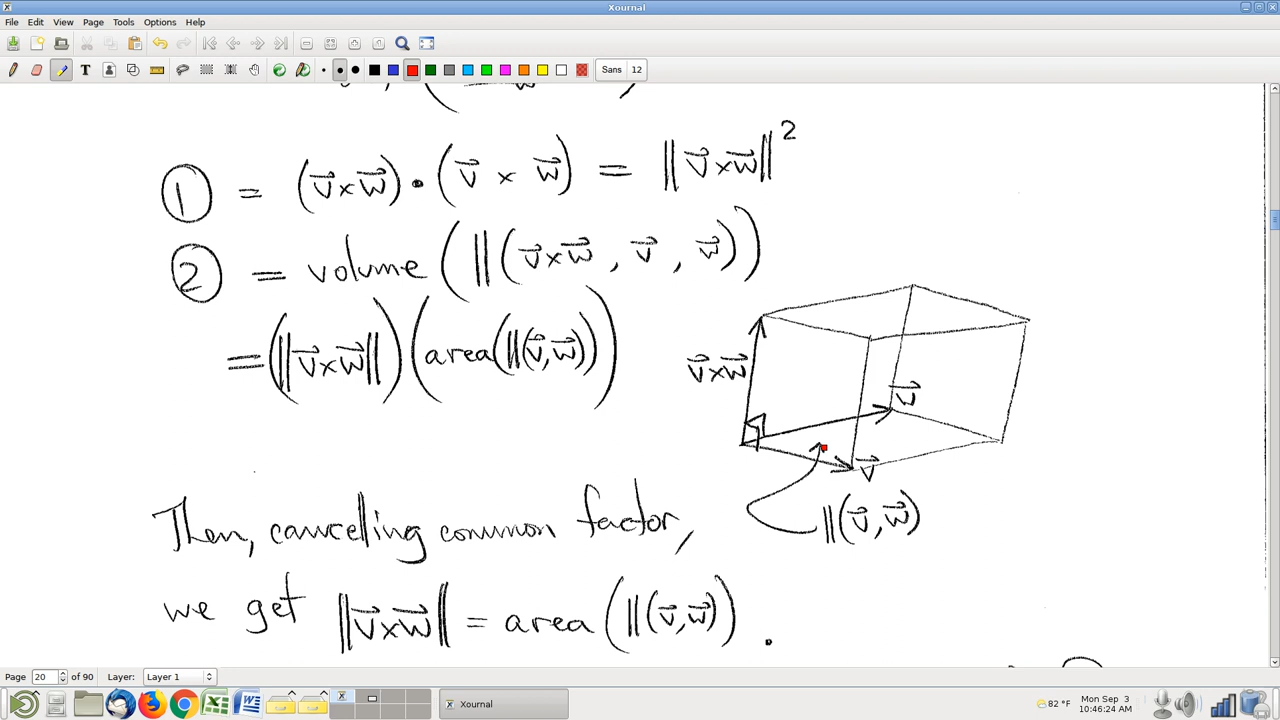 Xournal
File Edit View Page Tools Options Help
Sans 12
① = (v⃗×w⃗)•(v⃗ × w⃗) = ||v⃗×w⃗||²
② = volume (||(v⃗×w⃗, v⃗, w⃗))
= (||v⃗×w⃗||)(area(||(v⃗,w⃗)))
v⃗×w⃗
w⃗
v⃗
||(v⃗,w⃗)
Then, cancelling common factor,
we get ||v⃗×w⃗|| = area (||(v⃗,w⃗)).
Page 20 of 90 Layer: Layer 1
Xournal
82 °F
Mon Sep 3
10:46:24 AM